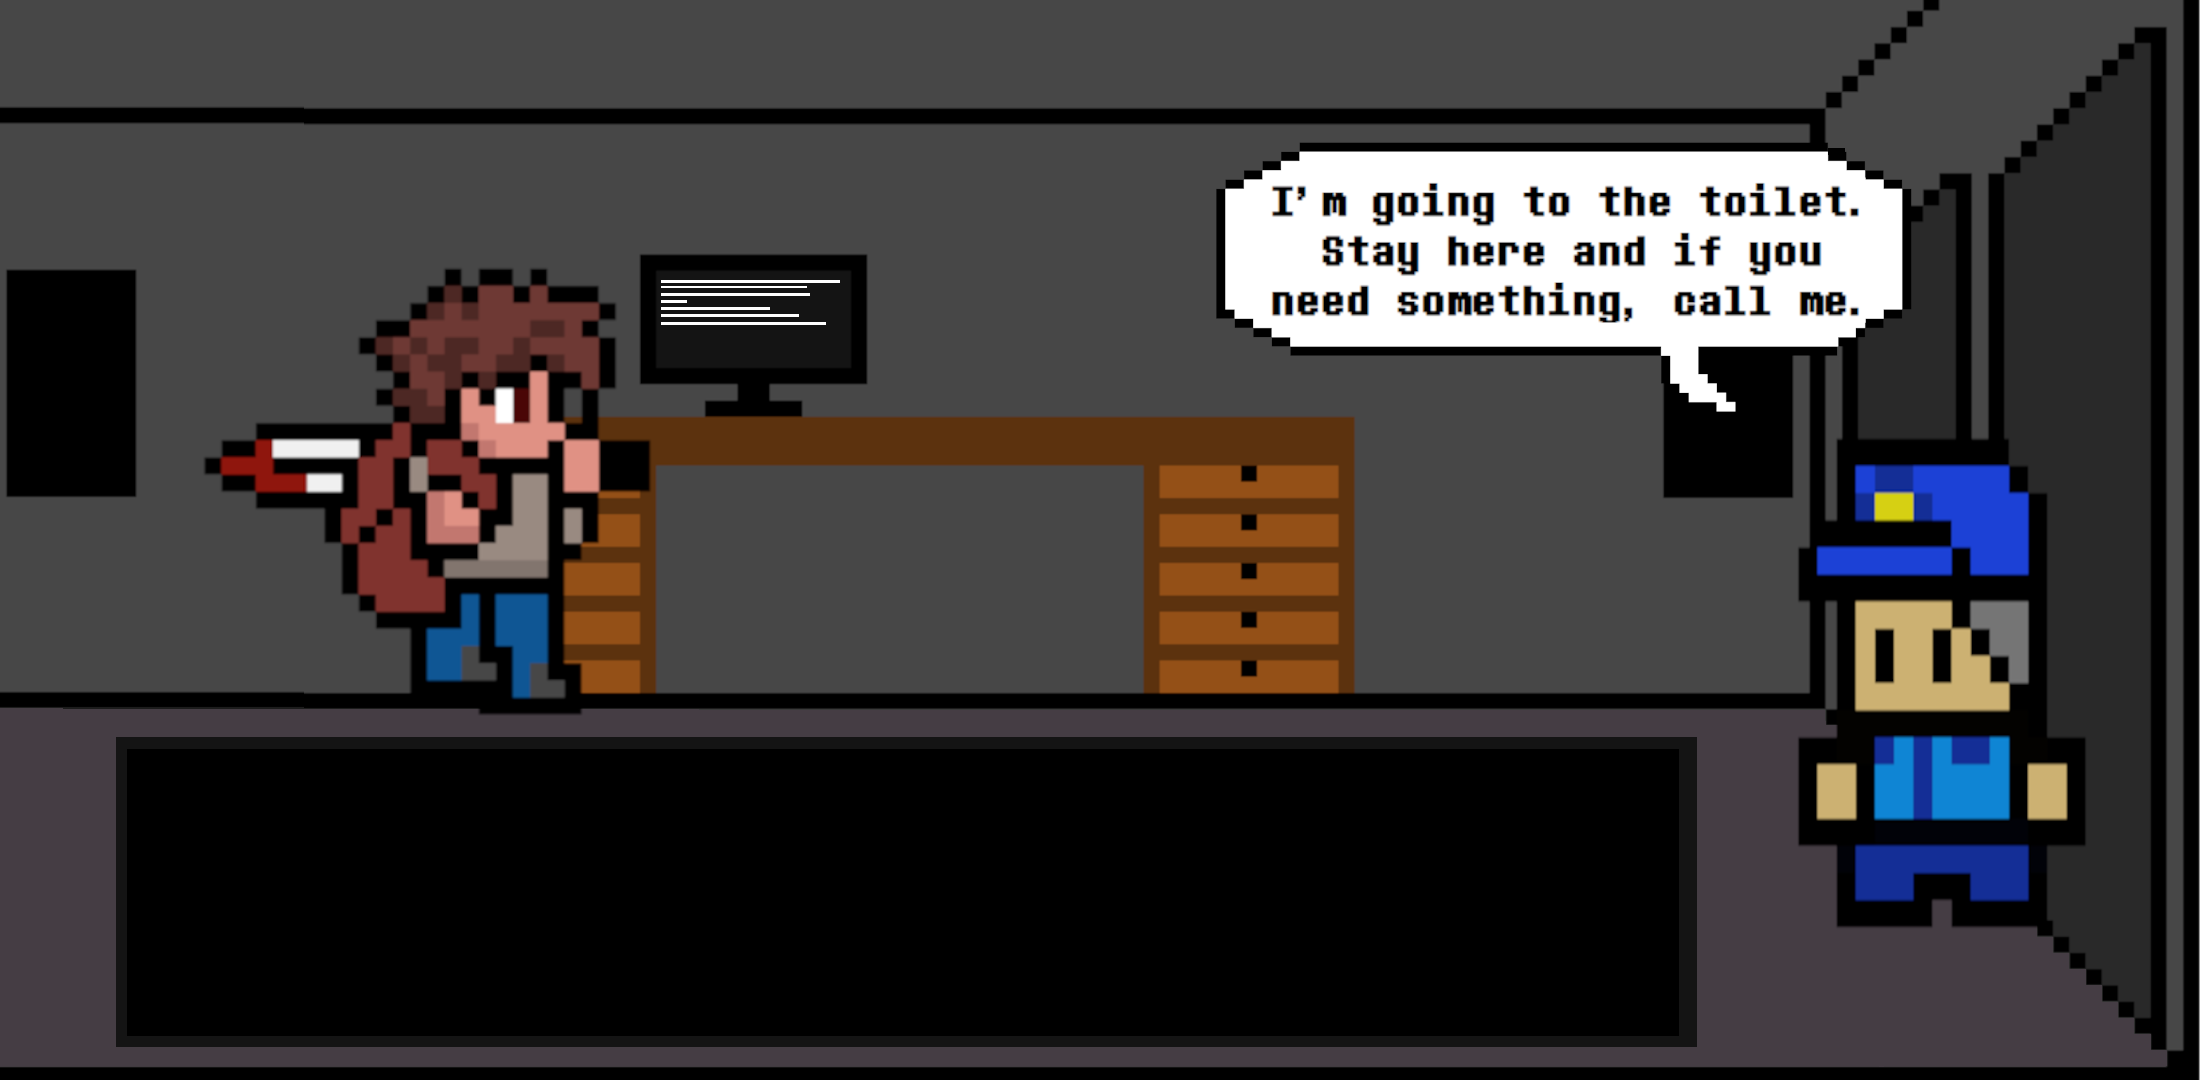 I'm going to the toilet.
Stay here and if you
need something, call me.